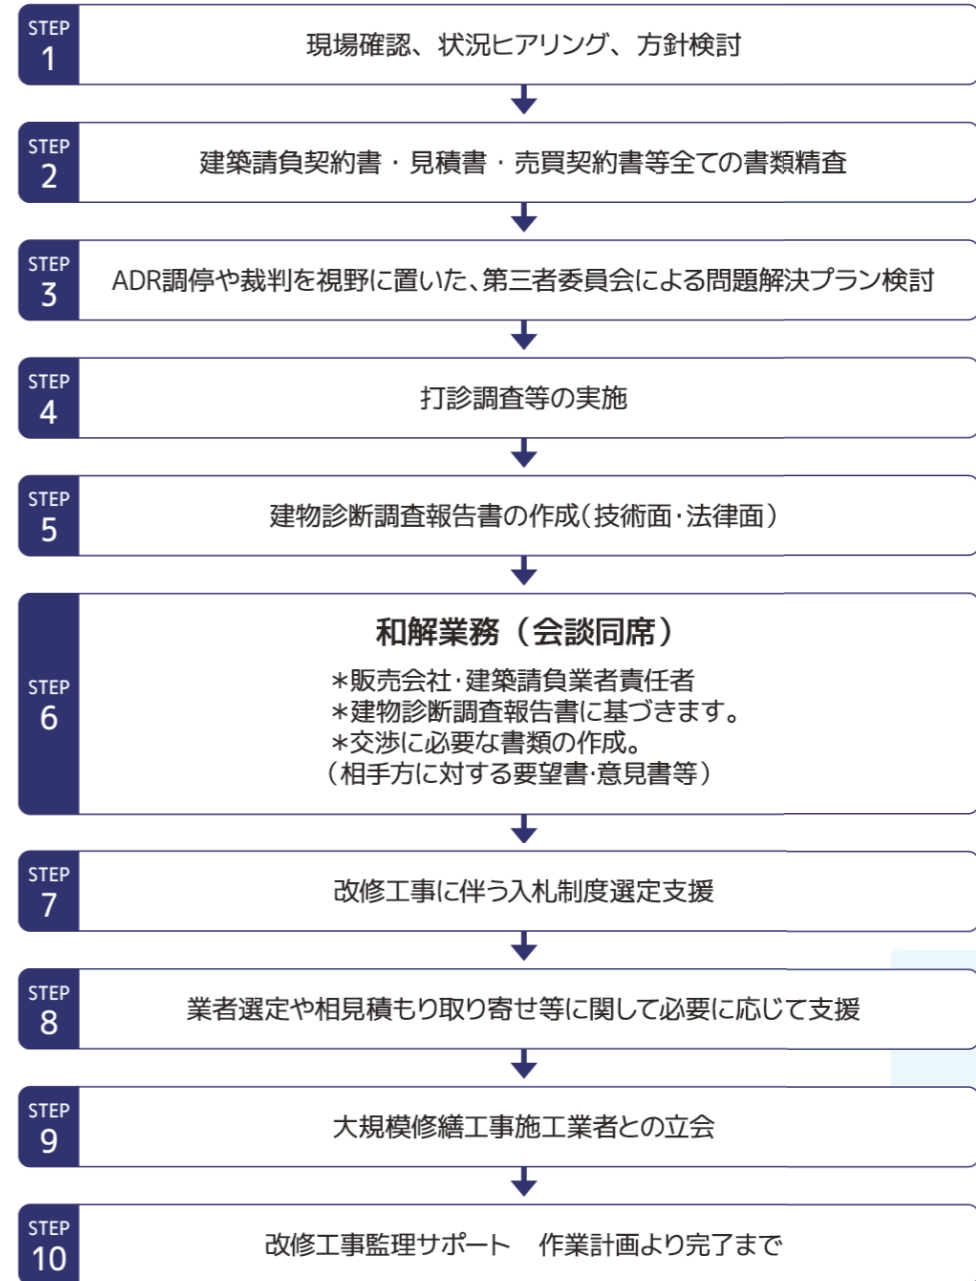 STEP
1
現場確認、状況ヒアリング、方針検討
STEP
2
建築請負契約書・見積書・売買契約書等全ての書類精査
STEP
3
ADR調停や裁判を視野に置いた、第三者委員会による問題解決プラン検討
STEP
4
打診調査等の実施
STEP
5
建物診断調査報告書の作成(技術面・法律面)
STEP
6
和解業務(会談同席)
*販売会社・建築請負業者責任者
*建物診断調査報告書に基づきます。
*交渉に必要な書類の作成。
(相手方に対する要望書・意見書等)
STEP
7
改修工事に伴う入札制度選定支援
STEP
8
業者選定や相見積もり取り寄せ等に関して必要に応じて支援
STEP
9
大規模修繕工事施工業者との立会
STEP
10
改修工事監理サポート 作業計画より完了まで